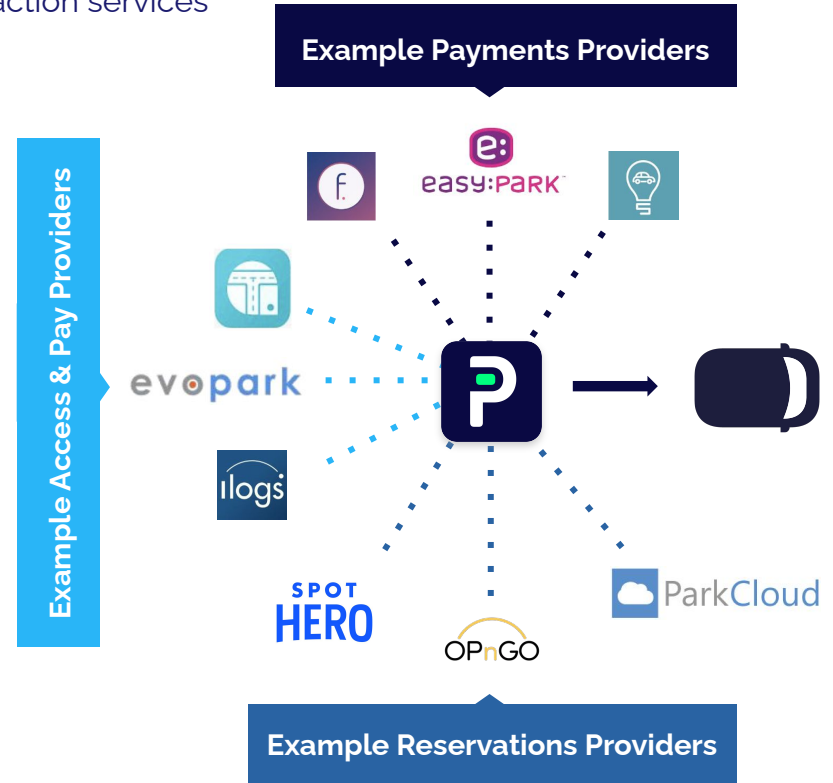 action services
Example Payments Providers
f.
e:
easy:PARK
Example Access & Pay Providers
evopark
P
ilogs
SPOT
HERO
OPnGO
ParkCloud
Example Reservations Providers